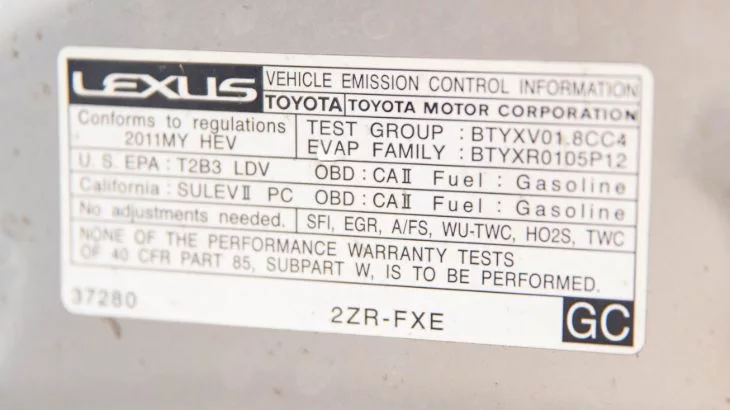 LEXUS
VEHICLE EMISSION CONTROL INFORMATION
TOYOTA TOYOTA MOTOR CORPORATION
Conforms to regulations
2011MY HEV
TEST GROUP : BTYXV01.8CC4
EVAP FAMILY : BTYXR0105P12
U.S. EPA : T2B3 LDV OBD : CAⅡ Fuel : Gasoline
California : SULEVⅡ PC OBD : CAⅡ Fuel : Gasoline
No adjustments needed. SFI, EGR, A/FS, WU-TWC, HO2S, TWC
NONE OF THE PERFORMANCE WARRANTY TESTS
OF 40 CFR PART 85, SUBPART W, IS TO BE PERFORMED.
37280 2ZR-FXE GC